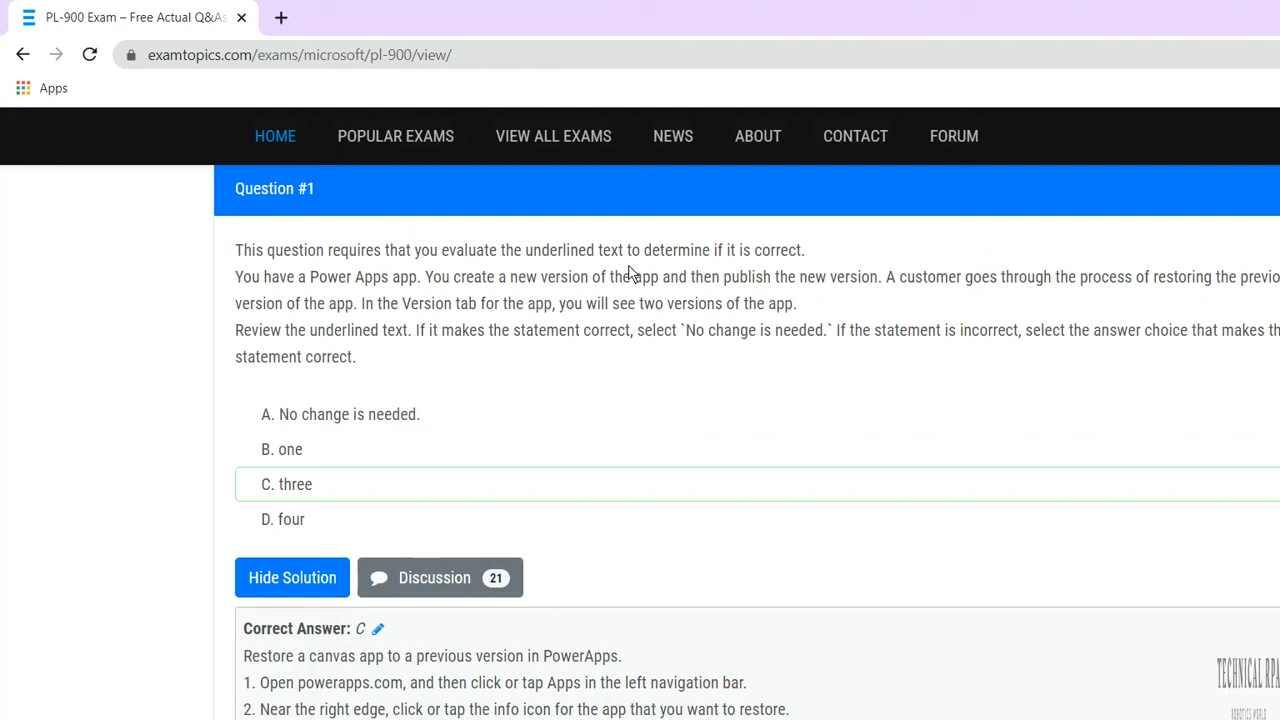 PL-900 Exam – Free Actual Q&As
examtopics.com/exams/microsoft/pl-900/view/
Apps
HOME POPULAR EXAMS VIEW ALL EXAMS NEWS ABOUT CONTACT FORUM
Question #1
This question requires that you evaluate the underlined text to determine if it is correct.
You have a Power Apps app. You create a new version of the app and then publish the new version. A customer goes through the process of restoring the previo
version of the app. In the Version tab for the app, you will see two versions of the app.
Review the underlined text. If it makes the statement correct, select `No change is needed.` If the statement is incorrect, select the answer choice that makes th
statement correct.
A. No change is needed.
B. one
C. three
D. four
Hide Solution Discussion 21
Correct Answer: C
Restore a canvas app to a previous version in PowerApps.
1. Open powerapps.com, and then click or tap Apps in the left navigation bar.
2. Near the right edge, click or tap the info icon for the app that you want to restore.
TECHNICAL RPA
ROBOTICS WORLD